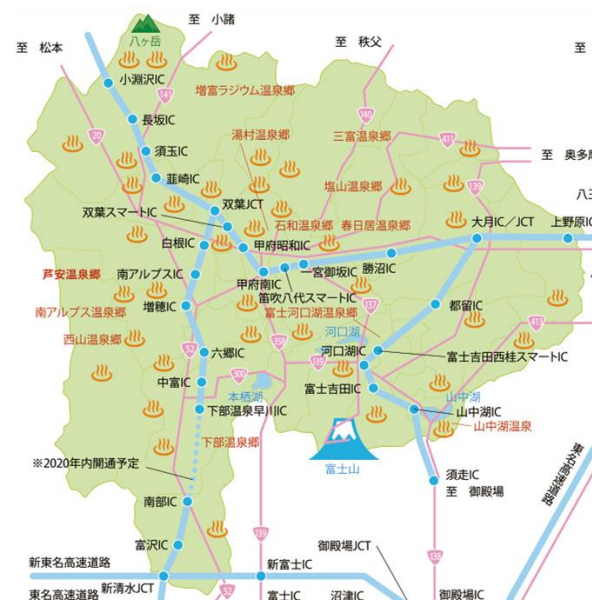 至 小諸
至 松本
至 秩父
至
八ヶ岳
小淵沢IC
141
増富ラジウム温泉郷
長坂IC
20
140
湯村温泉郷
三富温泉郷
411
須玉IC
至 奥多摩
韮崎IC
塩山温泉郷
139
双葉JCT
双葉スマートIC
石和温泉郷
春日居温泉郷
大月IC／JCT
上野原IC
白根IC
甲府昭和IC
勝沼IC
一宮御坂IC
芦安温泉郷
南アルプスIC
甲府南IC
笛吹八代スマートIC
増穂IC
137
都留IC
南アルプス温泉郷
富士河口湖温泉郷
413
西山温泉郷
河口湖
52
358
河口湖IC
富士吉田西桂スマートIC
六郷IC
139
300
中富IC
富士吉田IC
本栖湖
山中湖
下部温泉早川IC
山中湖IC
山中湖温泉
下部温泉郷
富士山
※2020年内開通予定
須走IC
至 御殿場
東名高速道路
南部IC
139
富沢IC
御殿場JCT
138
新東名高速道路
新清水JCT
新富士IC
52
東名高速道路
富士IC
沼津IC
御殿場IC